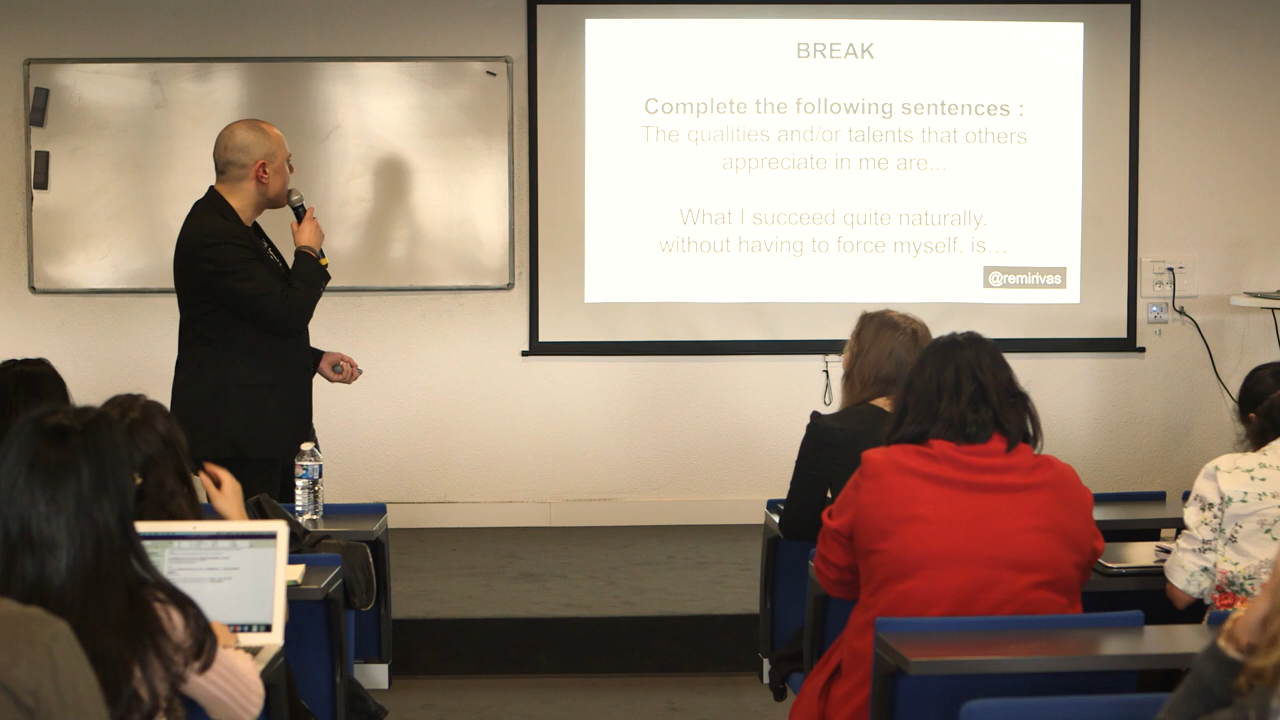 BREAK
Complete the following sentences :
The qualities and/or talents that others
appreciate in me are...
What I succeed quite naturally.
without having to force myself. is...
@remirivas